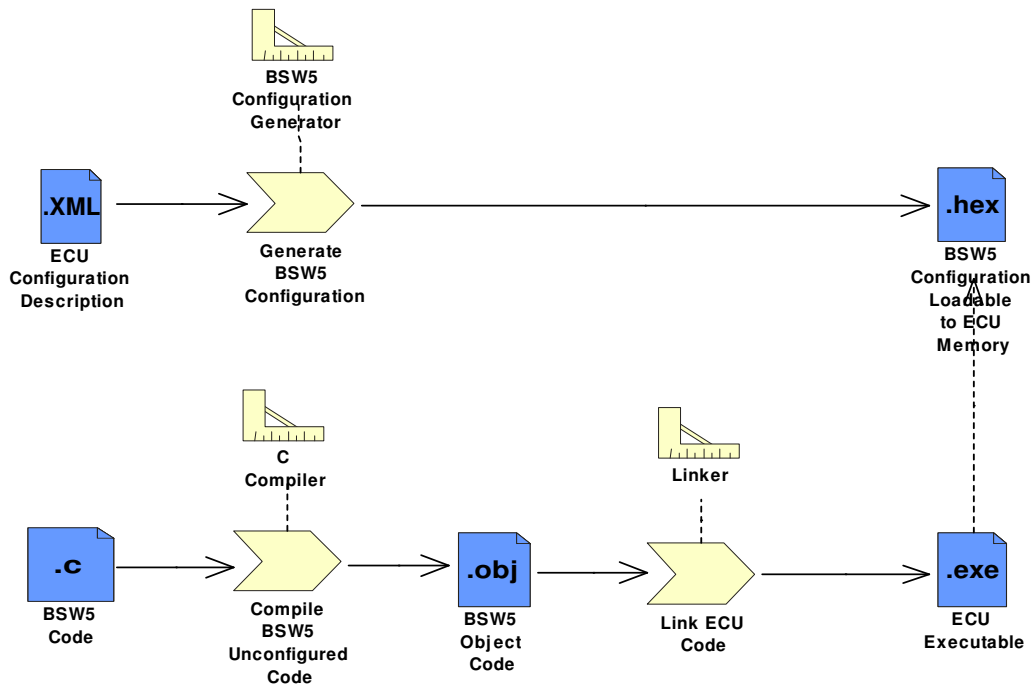 BSW5
Configuration
Generator
.XML
.hex
ECU
Configuration
Description
Generate
BSW5
Configuration
BSW5
Configuration
Loadable
to ECU
Memory
C
Compiler
Linker
.c
.obj
.exe
BSW5
Code
Compile
BSW5
Unconfigured
Code
BSW5
Object
Code
Link ECU
Code
ECU
Executable